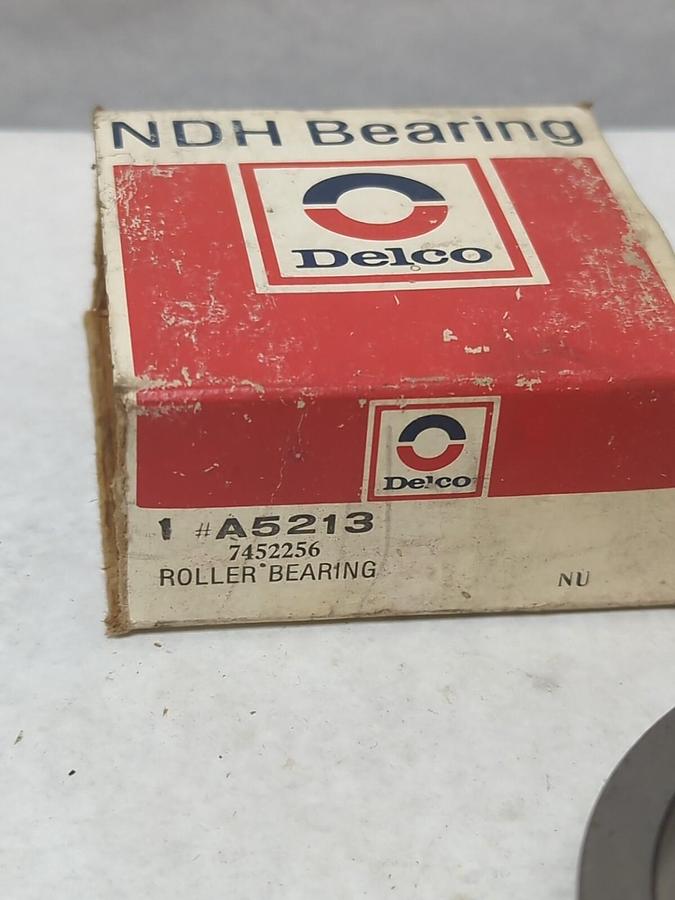 NDH Bearing
Delco
Delco
1 #A5213
7452256
ROLLER BEARING NU